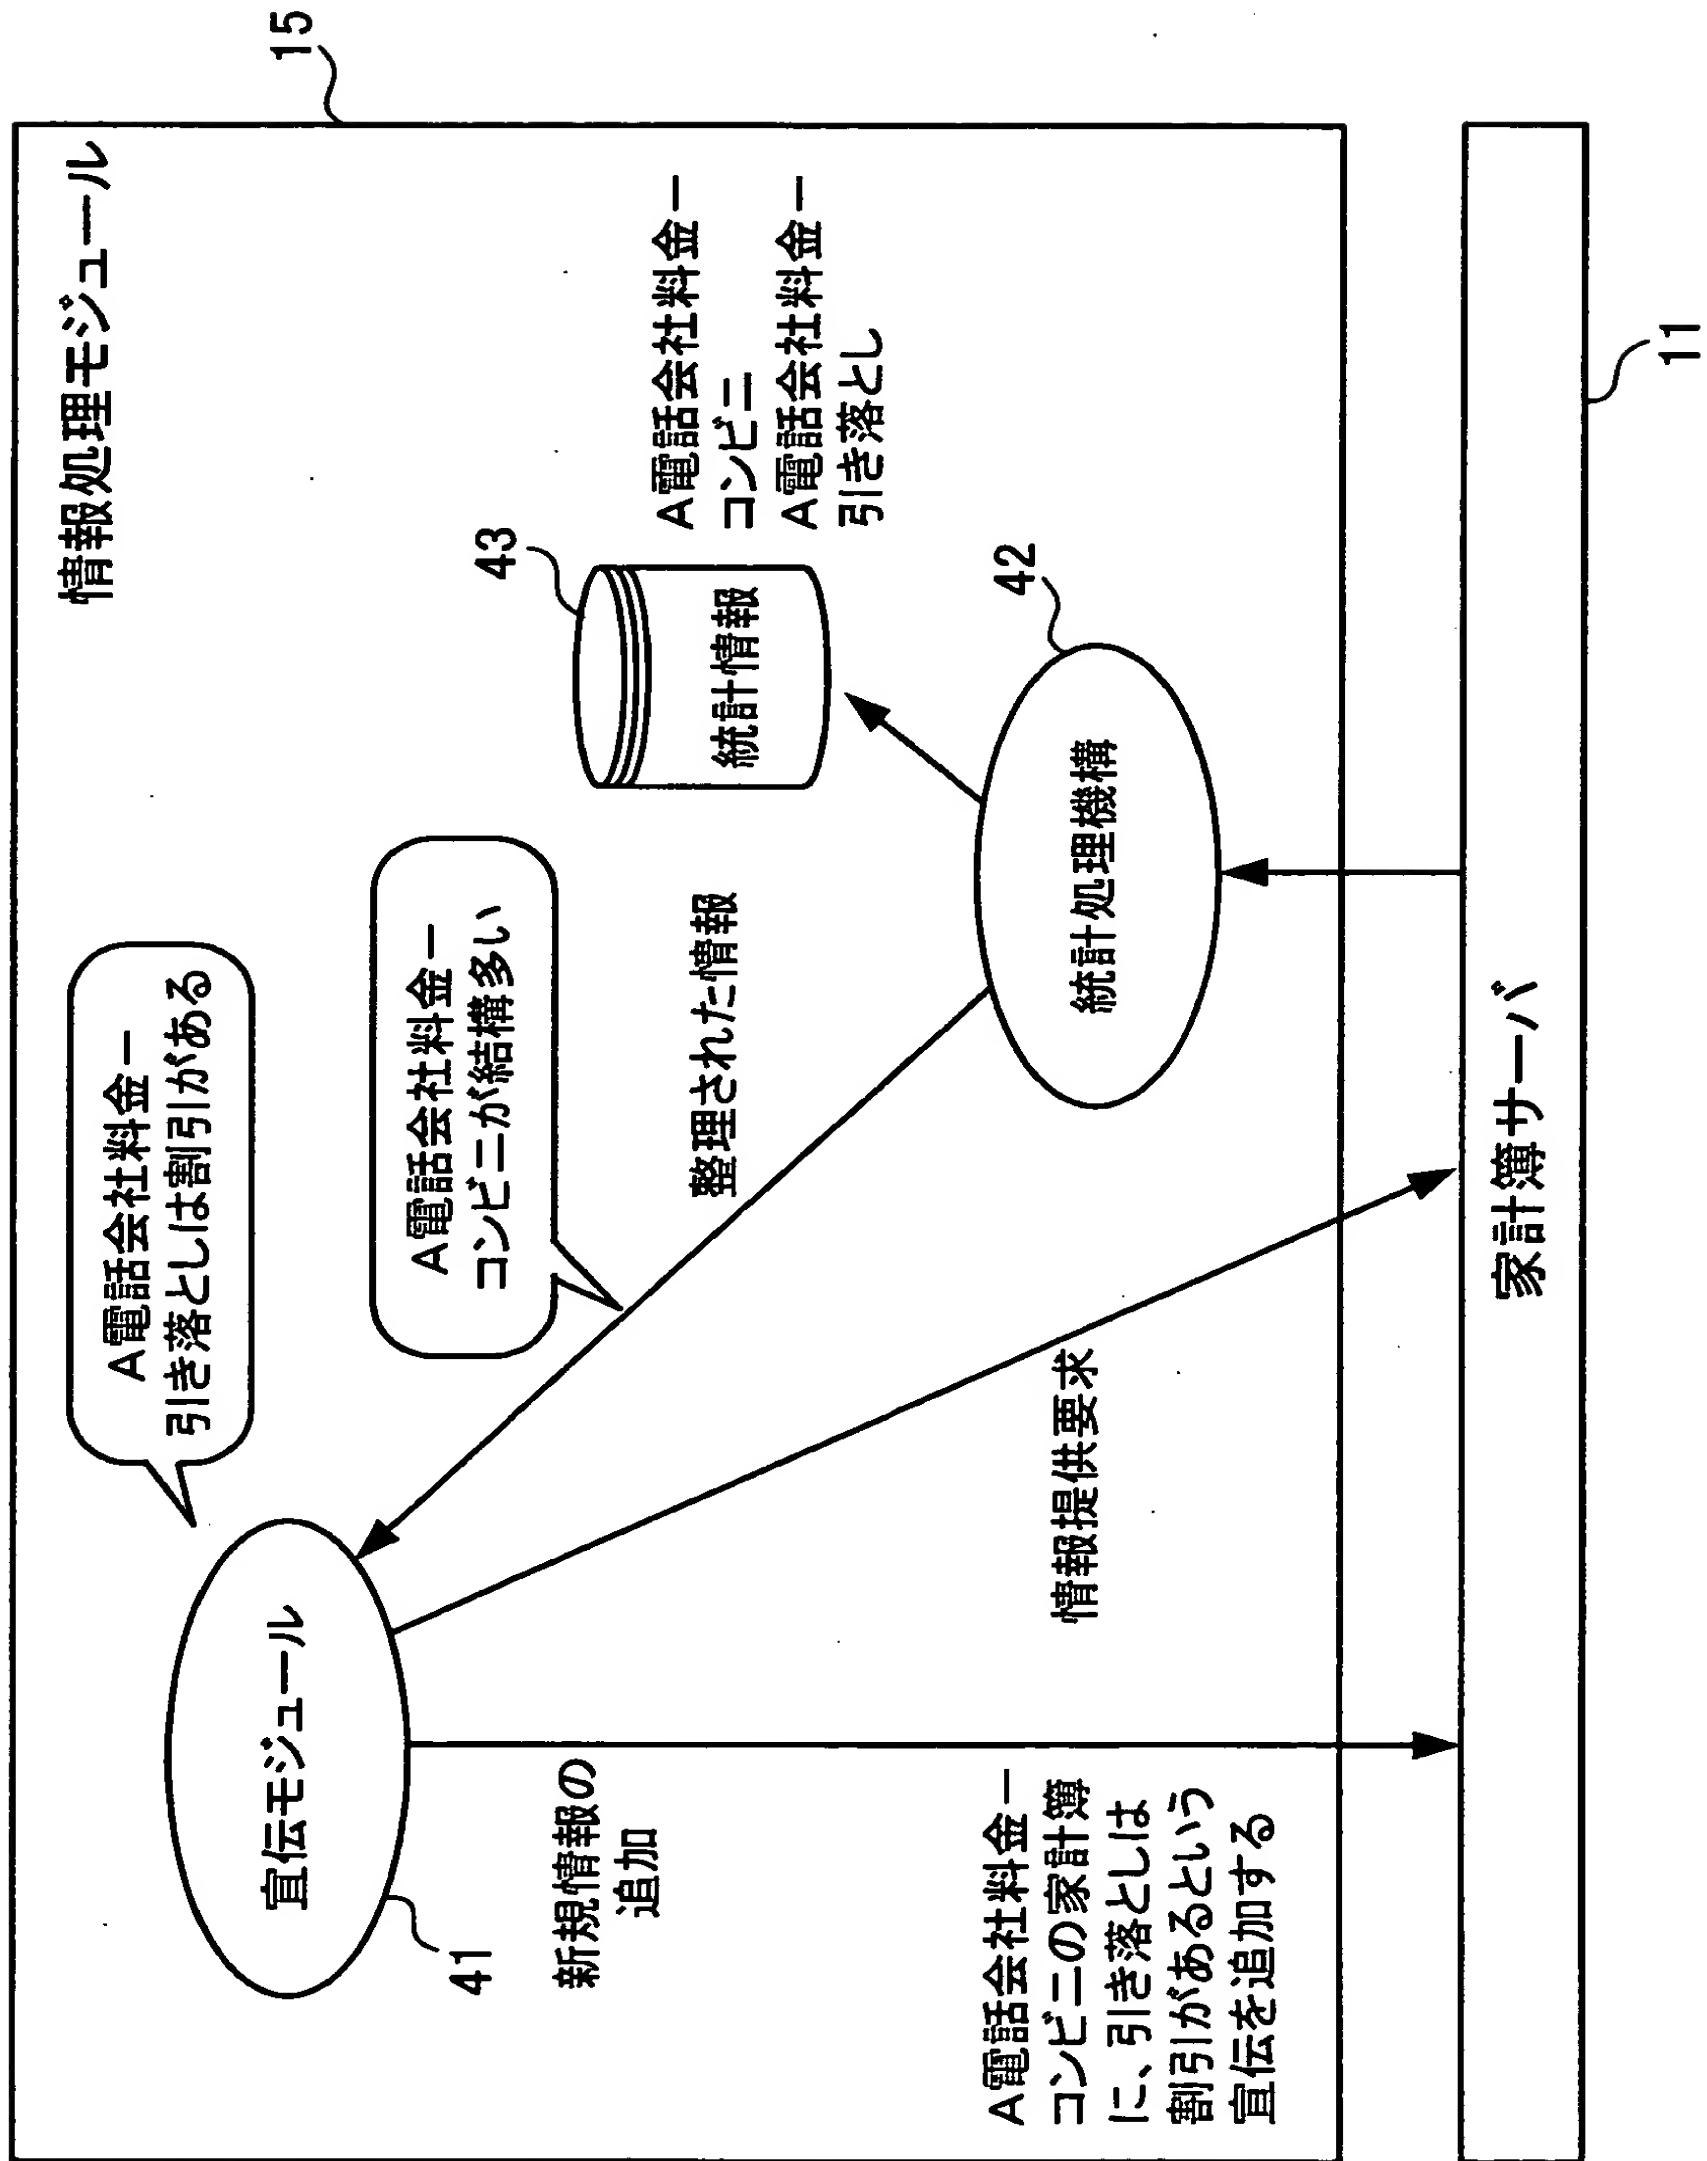 情報処理モジュール
15
A電話会社料金ー
引き落としは割引がある
宣伝モジュール
41
A電話会社料金ー
コンビニが結構多い
整理された情報
43
統計情報
A電話会社料金ー
コンビニ
A電話会社料金ー
引き落とし
新規情報の
追加
情報提供要求
42
統計処理機構
A電話会社料金ー
コンビニの家計簿
に、引き落としは
割引があるという
宣伝を追加する
家計簿サーバ
11